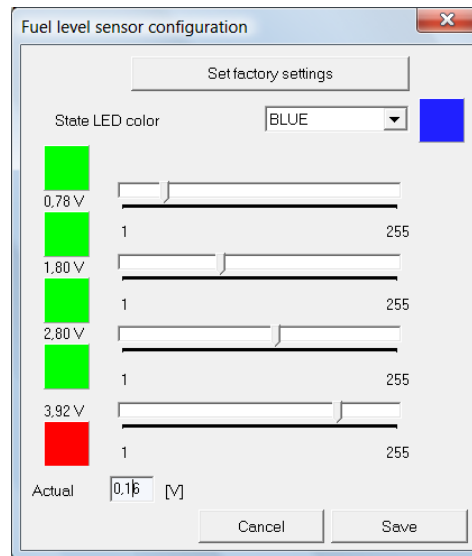 Fuel level sensor configuration
Set factory settings
State LED color BLUE
0,78 V
1 255
1,80 V
1 255
2,80 V
1 255
3,92 V
1 255
Actual 0,16 [V]
Cancel Save